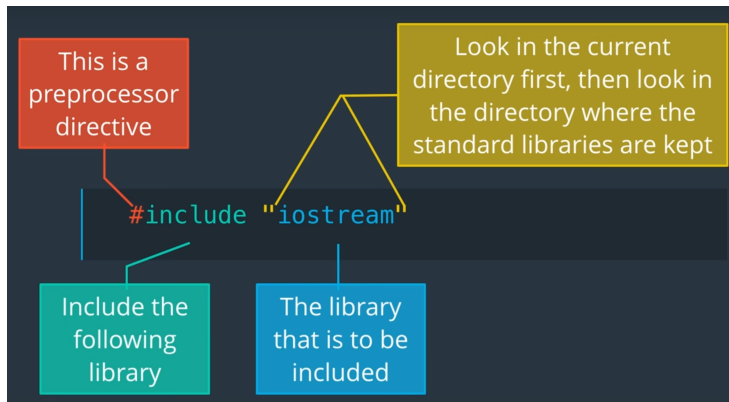 This is a
preprocessor
directive
Look in the current
directory first, then look in
the directory where the
standard libraries are kept
#include "iostream"
Include the
following
library
The library
that is to be
included